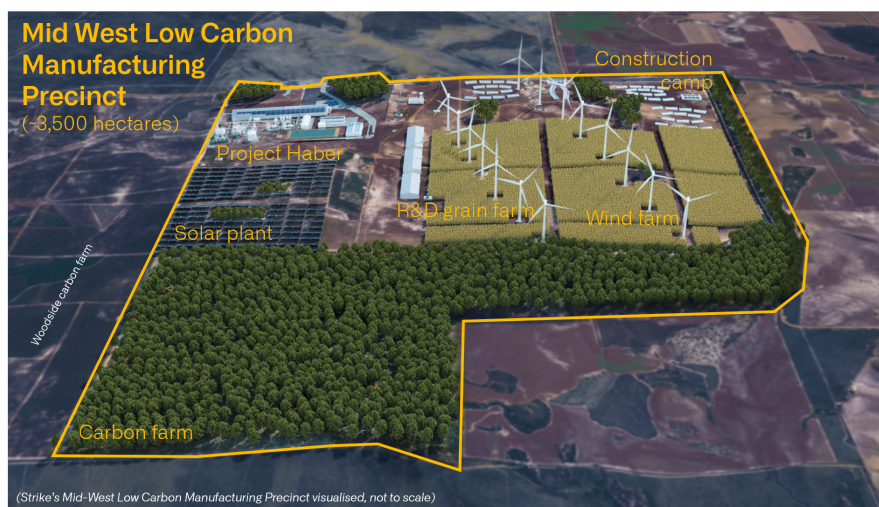 Mid West Low Carbon
Manufacturing
Precinct
(~3,500 hectares)
Construction
camp
Project Haber
R&D grain farm
Wind farm
Solar plant
Woodside carbon farm
Carbon farm
(Strike's Mid-West Low Carbon Manufacturing Precinct visualised, not to scale)